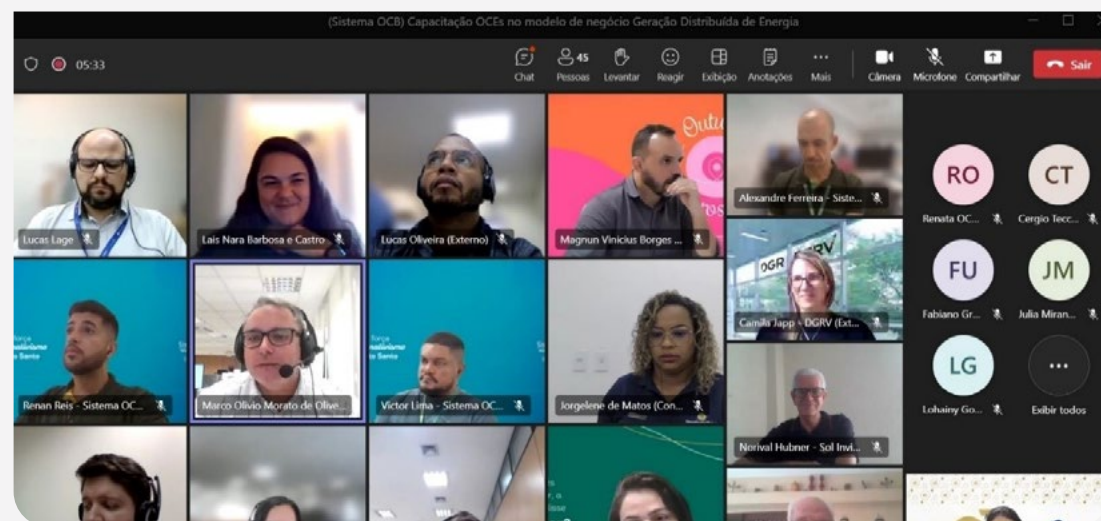 (Sistema OCB) Capacitação OCEs no modelo de negócio Geração Distribuída de Energia
05:33
Chat
45
Pessoas
Levantar
Reagir
Exibição
Anotações
Mais
Câmera
Microfone
Compartilhar
Sair
Lucas Lage
Lais Nara Barbosa e Castro
Lucas Oliveira (Externo)
Outu
Magnun Vinicius Borges ...
Alexandre Ferreira - Siste...
RO
Renata OC...
CT
Cergio Tecc...
DGR
RV
Camila Japp - DGRV (Ext...
FU
Fabiano Gr...
JM
Julia Miran...
Renan Reis - Sistema OC...
Marco Olivio Morato de Olive...
Victor Lima - Sistema OC...
Jorgelene de Matos (Con...
Norival Hubner - Sol Invi...
LG
Lohainy Go...
Exibir todos